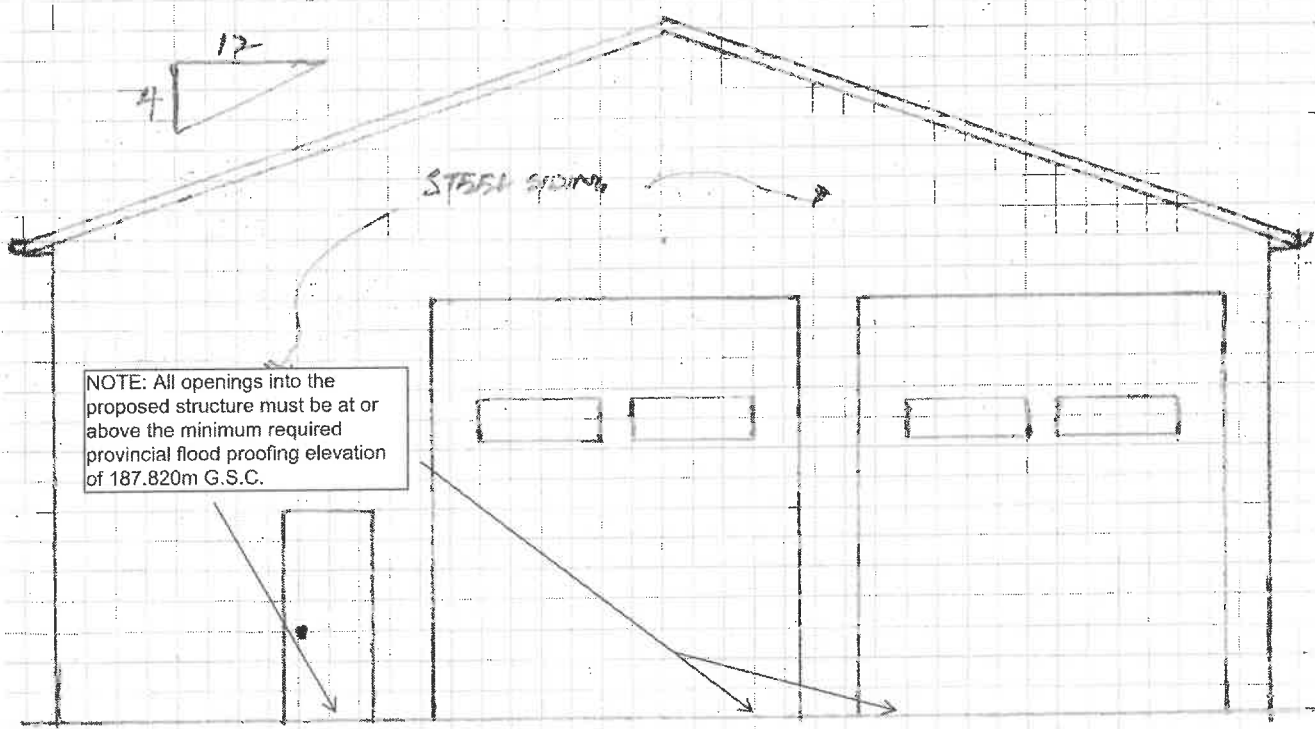 12
4
STEEL SIDING
NOTE: All openings into the
proposed structure must be at or
above the minimum required
provincial flood proofing elevation
of 187.820m G.S.C.